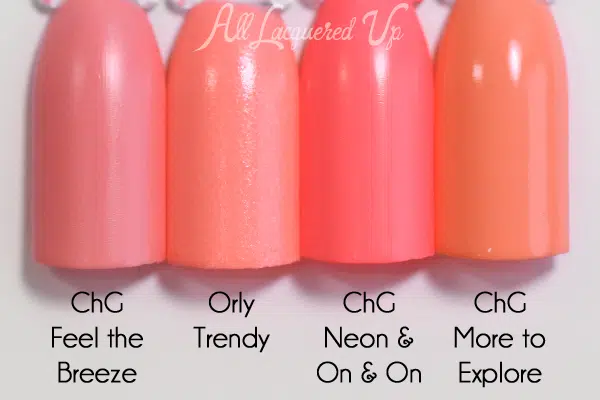 All Lacquered Up
ChG
Feel the
Breeze
Orly
Trendy
ChG
Neon &
On & On
ChG
More to
Explore